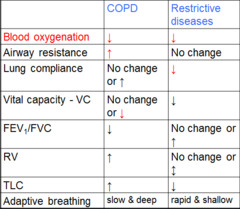 COPD Restrictive diseases
Blood oxygenation ↓ ↓
Airway resistance ↑ No change
Lung compliance No change or ↑ ↓
Vital capacity - VC No change or ↓ ↓
FEV₁/FVC ↓ No change or ↑
RV ↑ No change or ↕
TLC ↑ ↓
Adaptive breathing slow & deep rapid & shallow